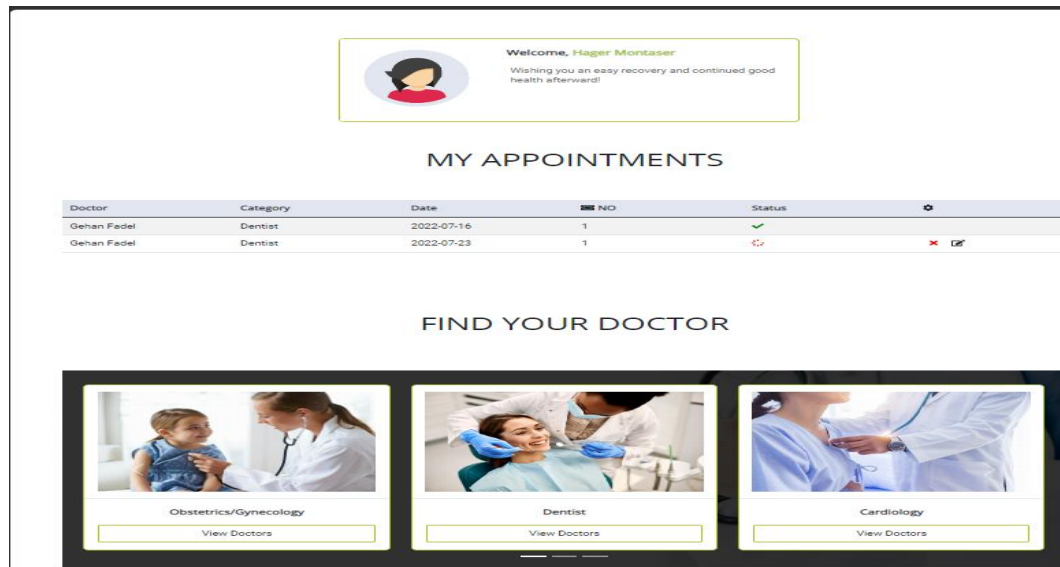 Welcome, Hager Montaser
Wishing you an easy recovery and continued good
health afterward!
MY APPOINTMENTS
Doctor Category Date NO Status
Gehan Fadel Dentist 2022-07-16 1
Gehan Fadel Dentist 2022-07-23 1
FIND YOUR DOCTOR
Obstetrics/Gynecology Dentist Cardiology
View Doctors View Doctors View Doctors